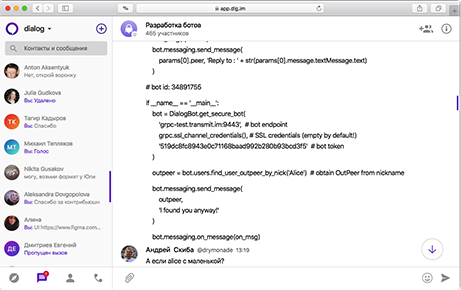 app.dlg.im
dialog
Контакты и сообщения
Anton Aksentyuk
Нет, открой воронку
Julia Gudkova
Вы: Удалено
ТК
Тагир Кадыров
Вы: Спасибо
МТ
Михаил Тепляков
Вы: Голос
Nikita Gusakov
могу, возьми формат у Юли
Aleksandra Dovgopolova
Вы: Спасибо за контрибьюшн
Алина
Вы: UI https://www.figma.com...
ДЕ
Дмитриев Евгений
Пропущен вызов
Разработка ботов
465 участников
bot.messaging.send_message(
params[0].peer, 'Reply to : ' + str(params[0].message.textMessage.text)
)
# bot id: 34891755
if __name__ == '__main__':
bot = DialogBot.get_secure_bot(
'grpc-test.transmit.im:9443', # bot endpoint
grpc.ssl_channel_credentials(), # SSL credentials (empty by default!)
# bot token
)
outpeer = bot.users.find_user_outpeer_by_nick('Alice') # obtain OutPeer from nickname
bot.messaging.send_message(
outpeer,
'I found you anyway!'
)
bot.messaging.on_message(on_msg)
Андрей Скиба @drymonade 13:19
А если alice с маленькой?